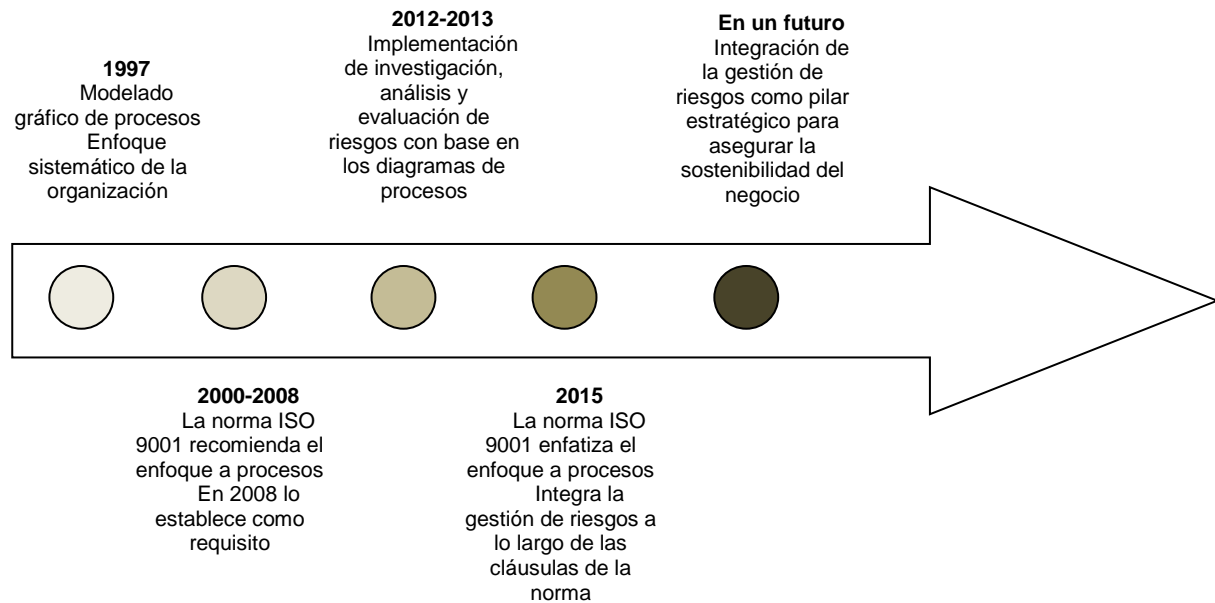 1997
Modelado
gráfico de procesos
Enfoque
sistemático de la
organización
2000-2008
La norma ISO
9001 recomienda el
enfoque a procesos
En 2008 lo
establece como
requisito
2012-2013
Implementación
de investigación,
análisis y
evaluación de
riesgos con base en
los diagramas de
procesos
2015
La norma ISO
9001 enfatiza el
enfoque a procesos
Integra la
gestión de riesgos a
lo largo de las
cláusulas de la
norma
En un futuro
Integración de
la gestión de
riesgos como pilar
estratégico para
asegurar la
sostenibilidad del
negocio